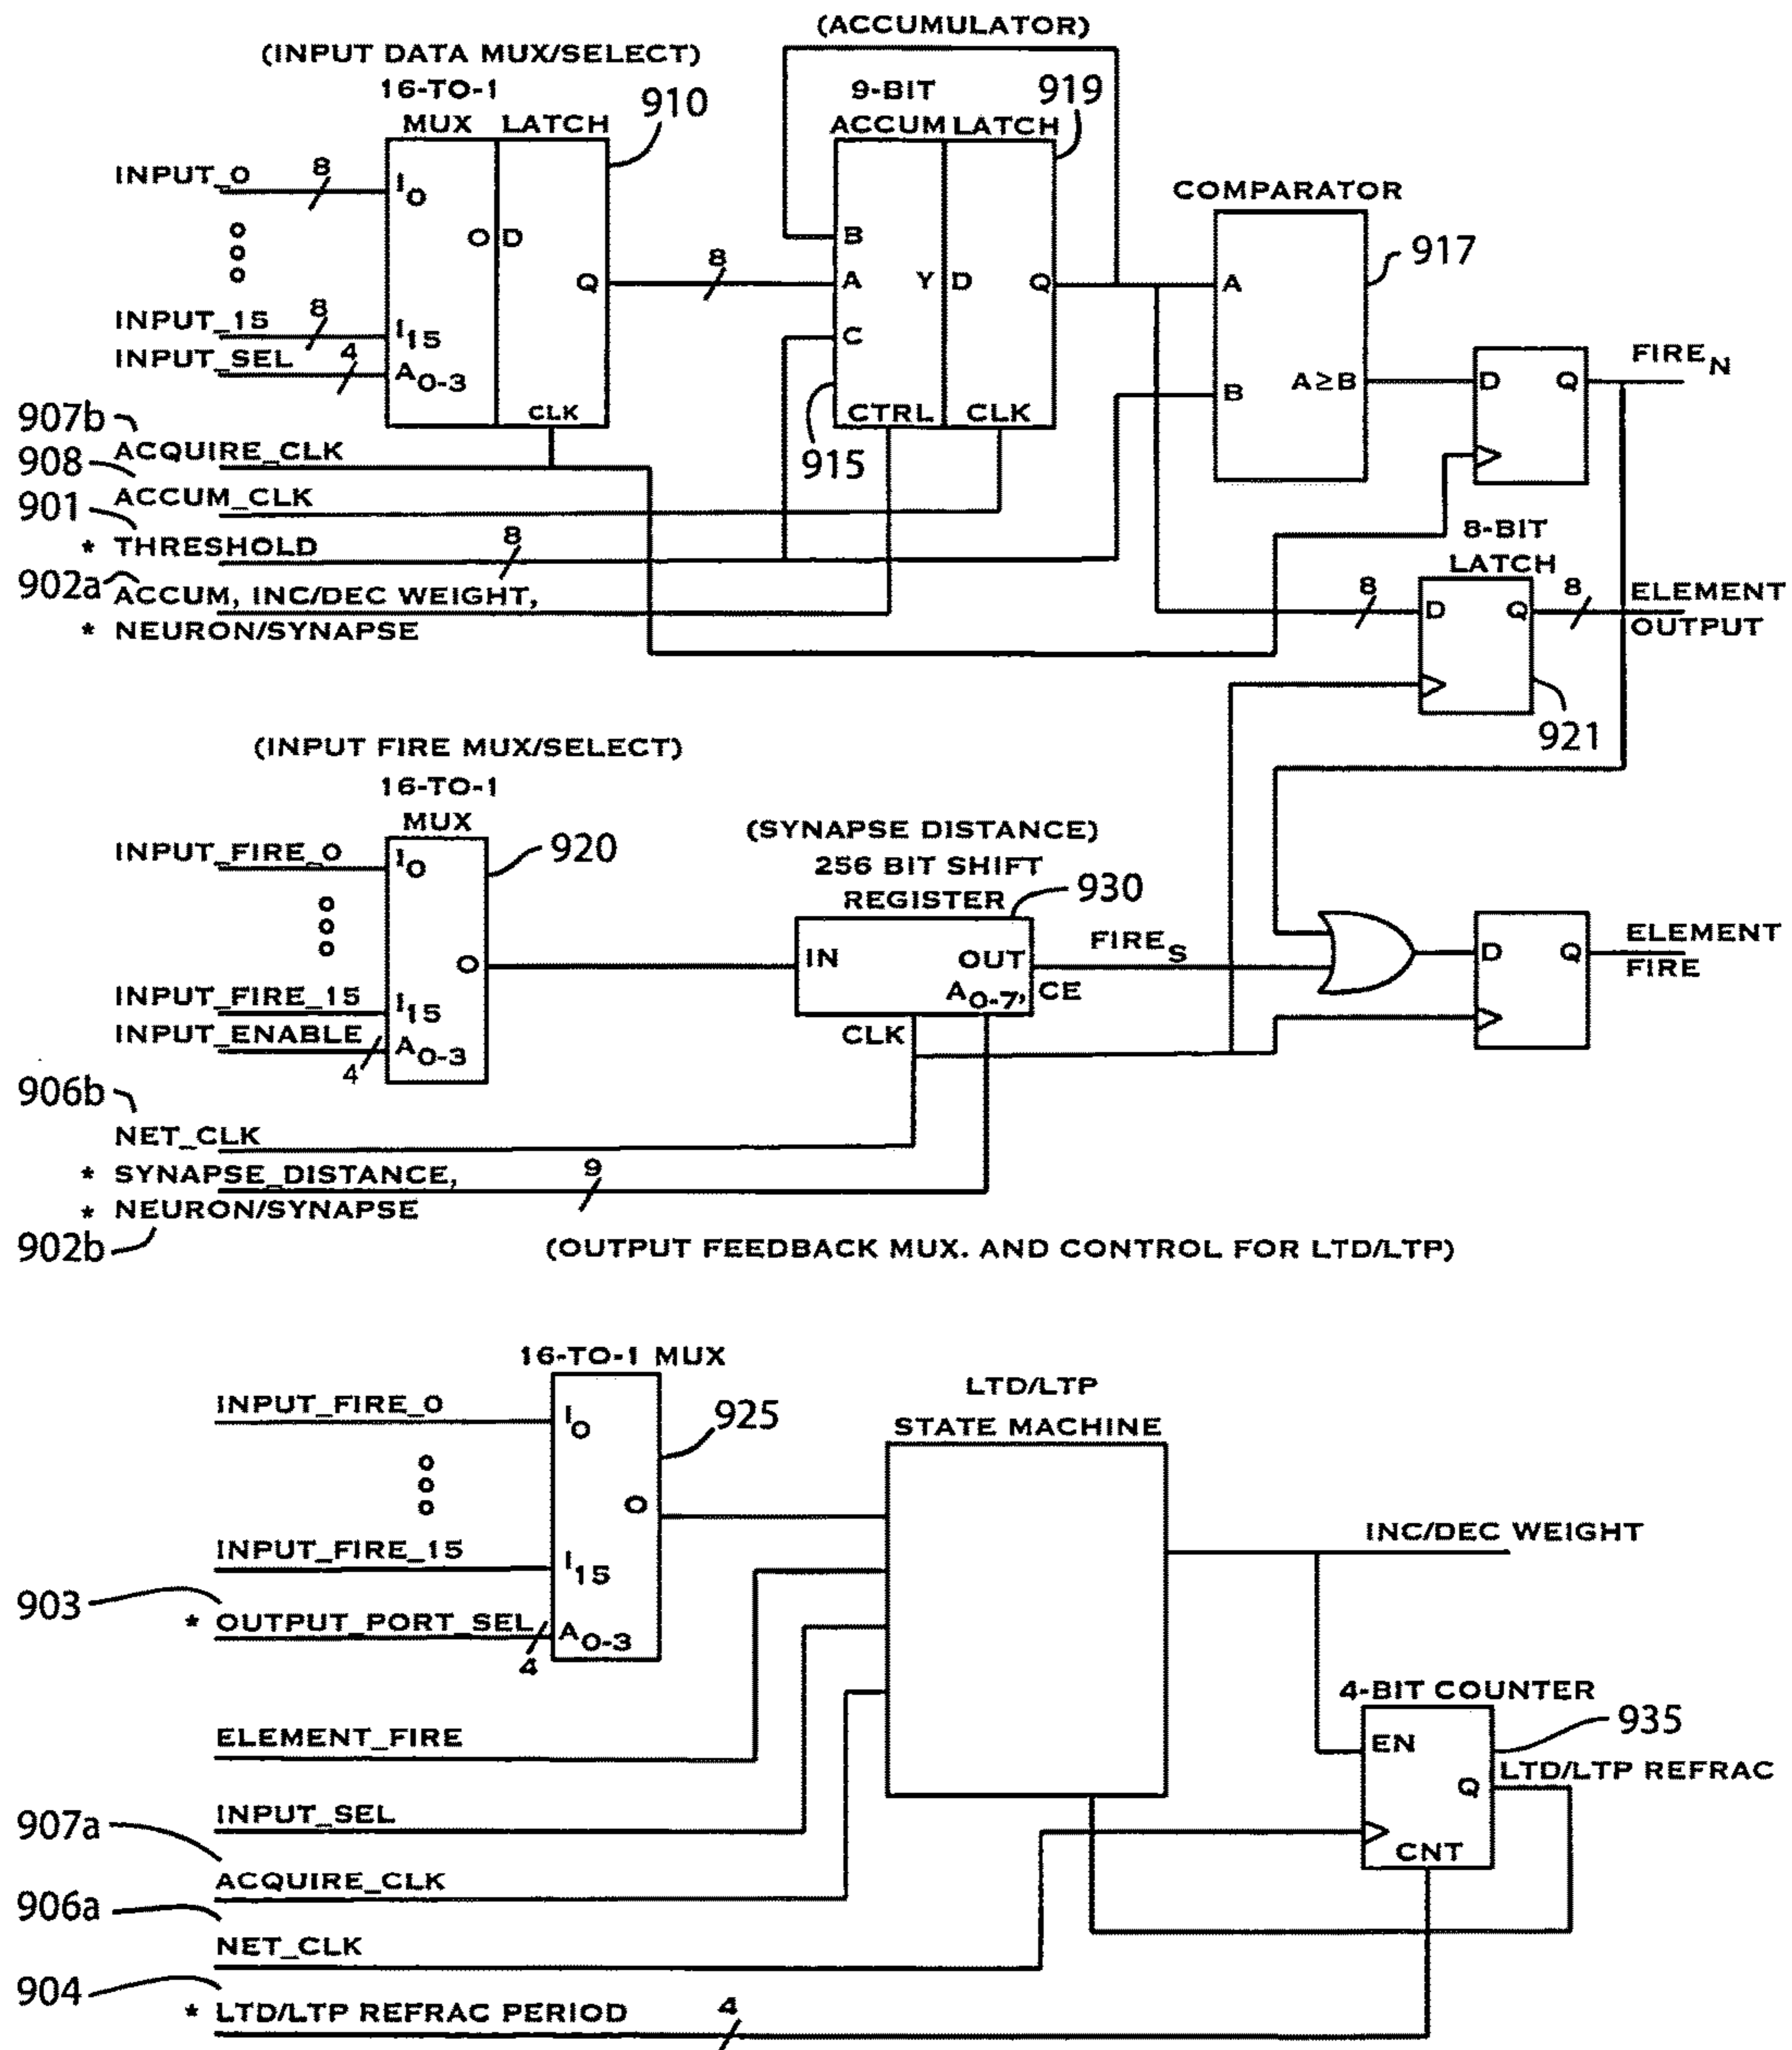 (ACCUMULATOR)
(INPUT DATA MUX/SELECT)
16-TO-1
MUX LATCH
910
9-BIT
ACCUM LATCH
919
INPUT_0
8
I0
O D
Q
INPUT_15
8
I15
INPUT_SEL
4
A0-3
CLK
8
B
A
C
Y D
Q
CTRL CLK
915
COMPARATOR
917
A
B
A≥B
D Q
FIREN
907b
ACQUIRE_CLK
908
ACCUM_CLK
901
* THRESHOLD
8
902a
ACCUM, INC/DEC WEIGHT,
* NEURON/SYNAPSE
8-BIT
LATCH
8
D Q
8
ELEMENT
OUTPUT
921
(INPUT FIRE MUX/SELECT)
16-TO-1
MUX
920
INPUT_FIRE_0
I0
O
INPUT_FIRE_15
I15
INPUT_ENABLE
4
A0-3
(SYNAPSE DISTANCE)
256 BIT SHIFT
REGISTER
930
IN
OUT
A0-7, CE
CLK
FIRES
D Q
ELEMENT
FIRE
906b
NET_CLK
* SYNAPSE_DISTANCE,
9
* NEURON/SYNAPSE
902b
(OUTPUT FEEDBACK MUX. AND CONTROL FOR LTD/LTP)
16-TO-1 MUX
925
INPUT_FIRE_0
I0
O
INPUT_FIRE_15
I15
903
* OUTPUT_PORT_SEL
4
A0-3
LTD/LTP
STATE MACHINE
INC/DEC WEIGHT
ELEMENT_FIRE
4-BIT COUNTER
935
EN
Q
LTD/LTP REFRAC
CNT
INPUT_SEL
907a
ACQUIRE_CLK
906a
NET_CLK
904
* LTD/LTP REFRAC PERIOD
4